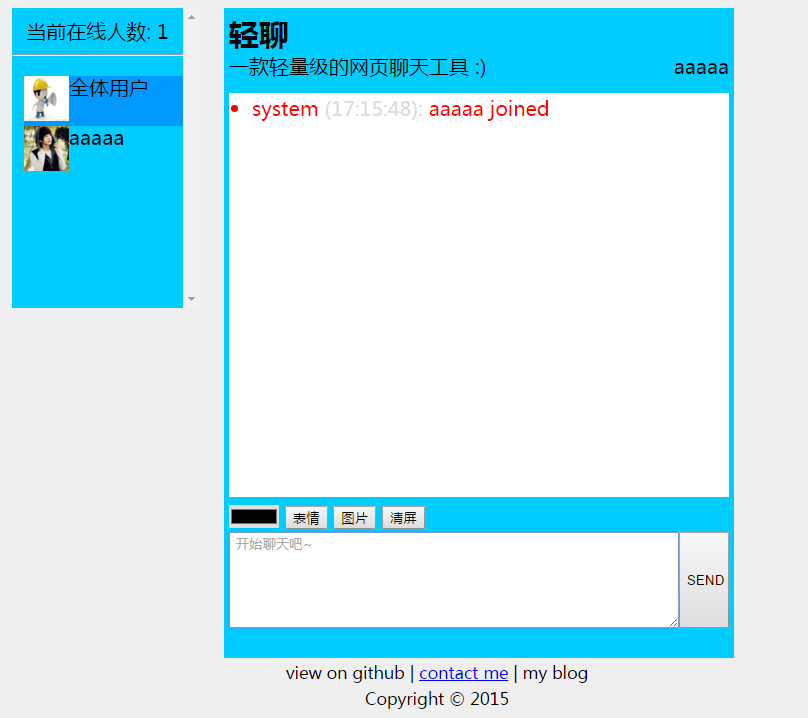 当前在线人数: 1
全体用户
aaaaa
轻聊
一款轻量级的网页聊天工具 :)
aaaaa
system (17:15:48): aaaaa joined
表情 图片 清屏
开始聊天吧~
SEND
view on github | contact me | my blog
Copyright © 2015